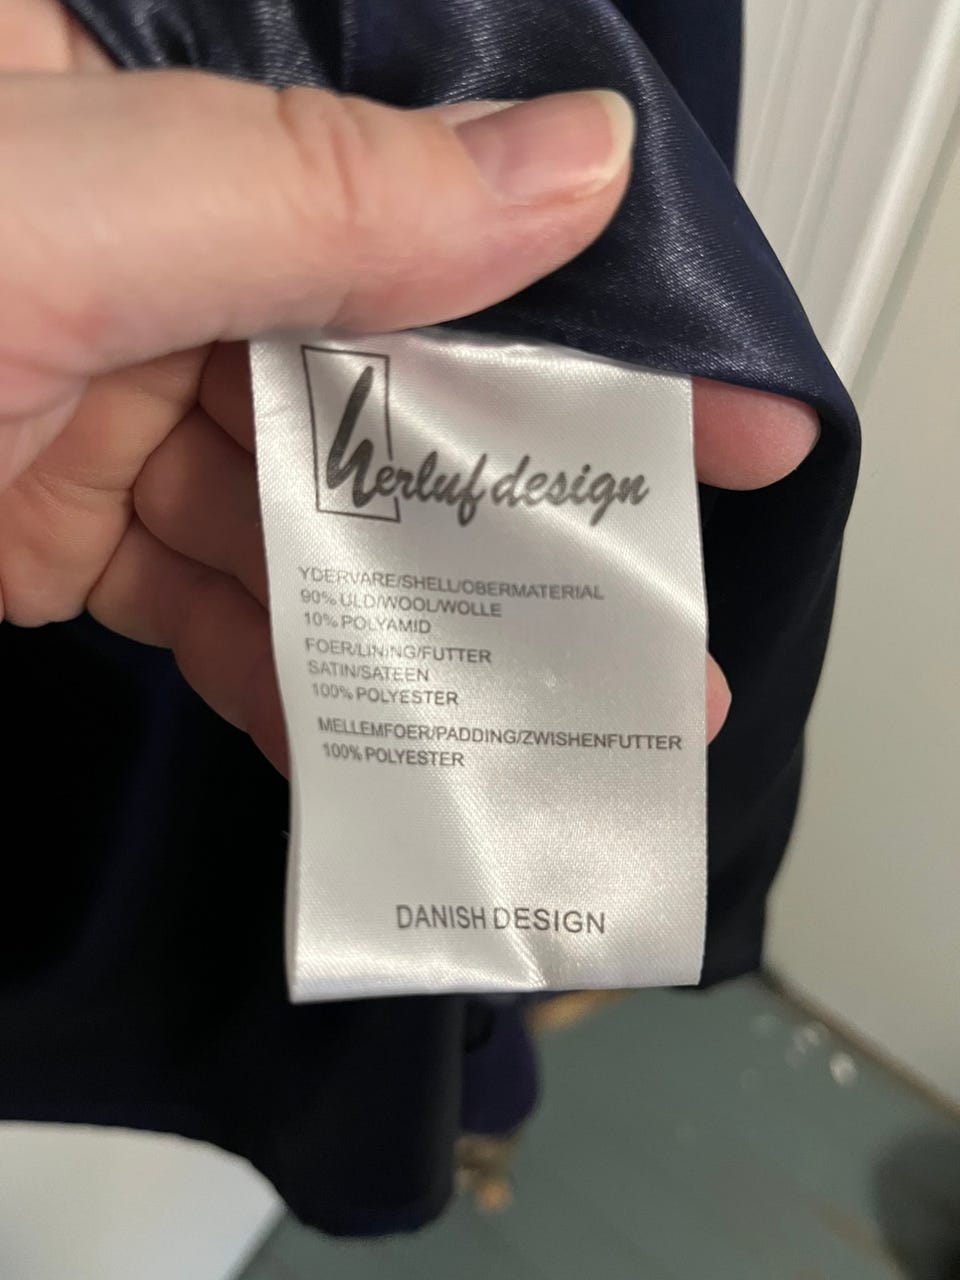 herluf design
YDERVARE/SHELL/OBERMATERIAL
90% ULD/WOOL/WOLLE
10% POLYAMID
FOER/LINING/FUTTER
SATIN/SATEEN
100% POLYESTER
MELLEMFOER/PADDING/ZWISHENFUTTER
100% POLYESTER
DANISH DESIGN